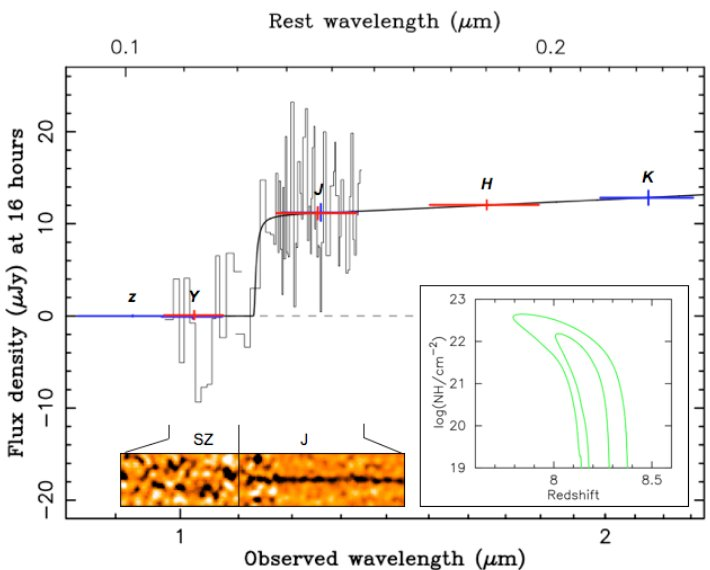 Rest wavelength (μm)
0.1 0.2
Flux density (μJy) at 16 hours
20
10
0
−10
−20
z Y J H K
SZ J
log(NH/cm⁻²)
23
22
21
20
19
8 8.5
Redshift
1 2
Observed wavelength (μm)